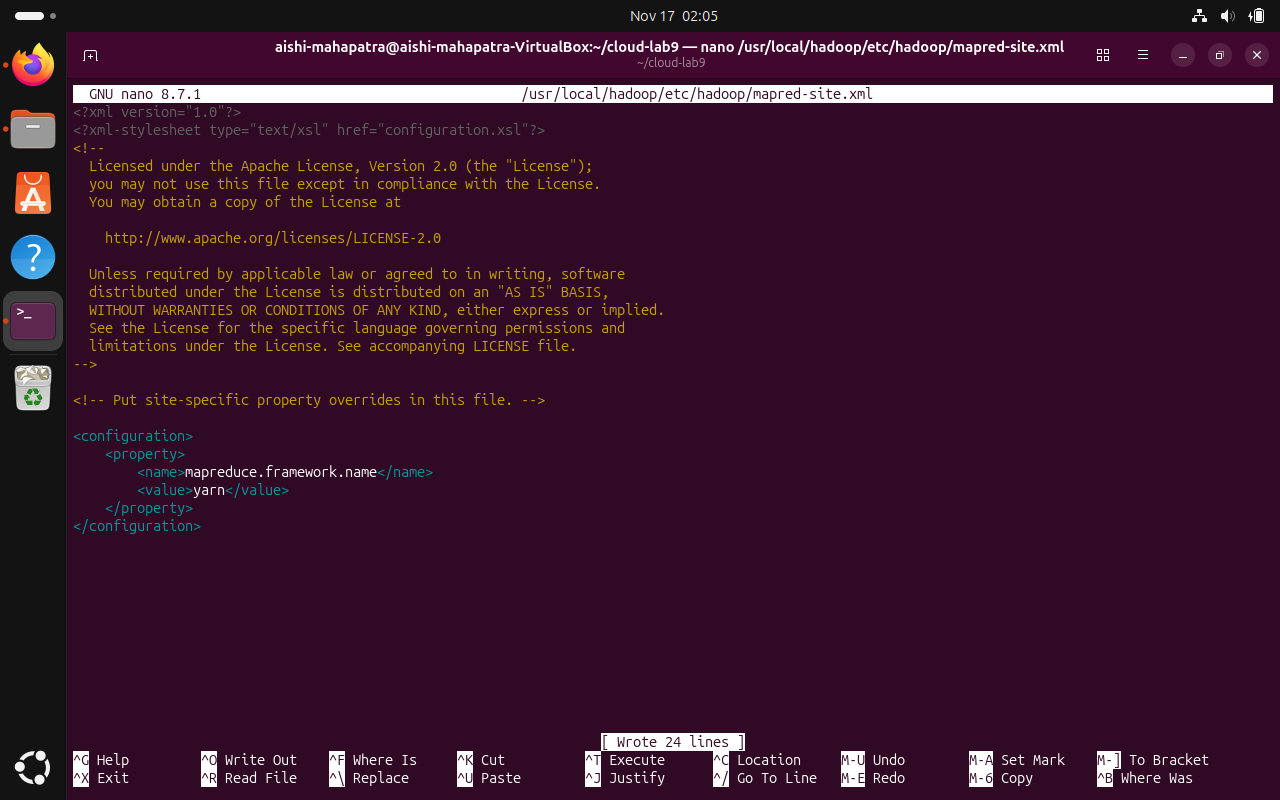 Nov 17 02:05
aishi-mahapatra@aishi-mahapatra-VirtualBox:~/cloud-lab9 — nano /usr/local/hadoop/etc/hadoop/mapred-site.xml
~/cloud-lab9
GNU nano 8.7.1 /usr/local/hadoop/etc/hadoop/mapred-site.xml
<?xml version="1.0"?>
<?xml-stylesheet type="text/xsl" href="configuration.xsl"?>
<!--
  Licensed under the Apache License, Version 2.0 (the "License");
  you may not use this file except in compliance with the License.
  You may obtain a copy of the License at

    http://www.apache.org/licenses/LICENSE-2.0

  Unless required by applicable law or agreed to in writing, software
  distributed under the License is distributed on an "AS IS" BASIS,
  WITHOUT WARRANTIES OR CONDITIONS OF ANY KIND, either express or implied.
  See the License for the specific language governing permissions and
  limitations under the License. See accompanying LICENSE file.
-->

<!-- Put site-specific property overrides in this file. -->

<configuration>
    <property>
        <name>mapreduce.framework.name</name>
        <value>yarn</value>
    </property>
</configuration>
[ Wrote 24 lines ]
^G Help ^O Write Out ^F Where Is ^K Cut ^T Execute ^C Location M-U Undo M-A Set Mark M-] To Bracket
^X Exit ^R Read File ^\ Replace ^U Paste ^J Justify ^/ Go To Line M-E Redo M-6 Copy ^B Where Was